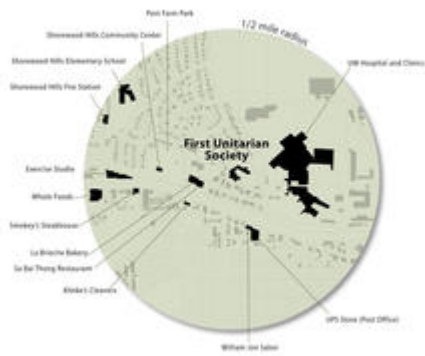 Post Farm Park
1/2 mile radius
Shorewood Hills Community Center
Shorewood Hills Elementary School
UW Hospital and Clinics
Shorewood Hills Fire Station
First Unitarian
Society
Exercise Studio
Whole Foods
Smokey's Steakhouse
La Brioche Bakery
Sa Bai Thong Restaurant
Klinke's Cleaners
UPS Store (Post Office)
William Jon Salon